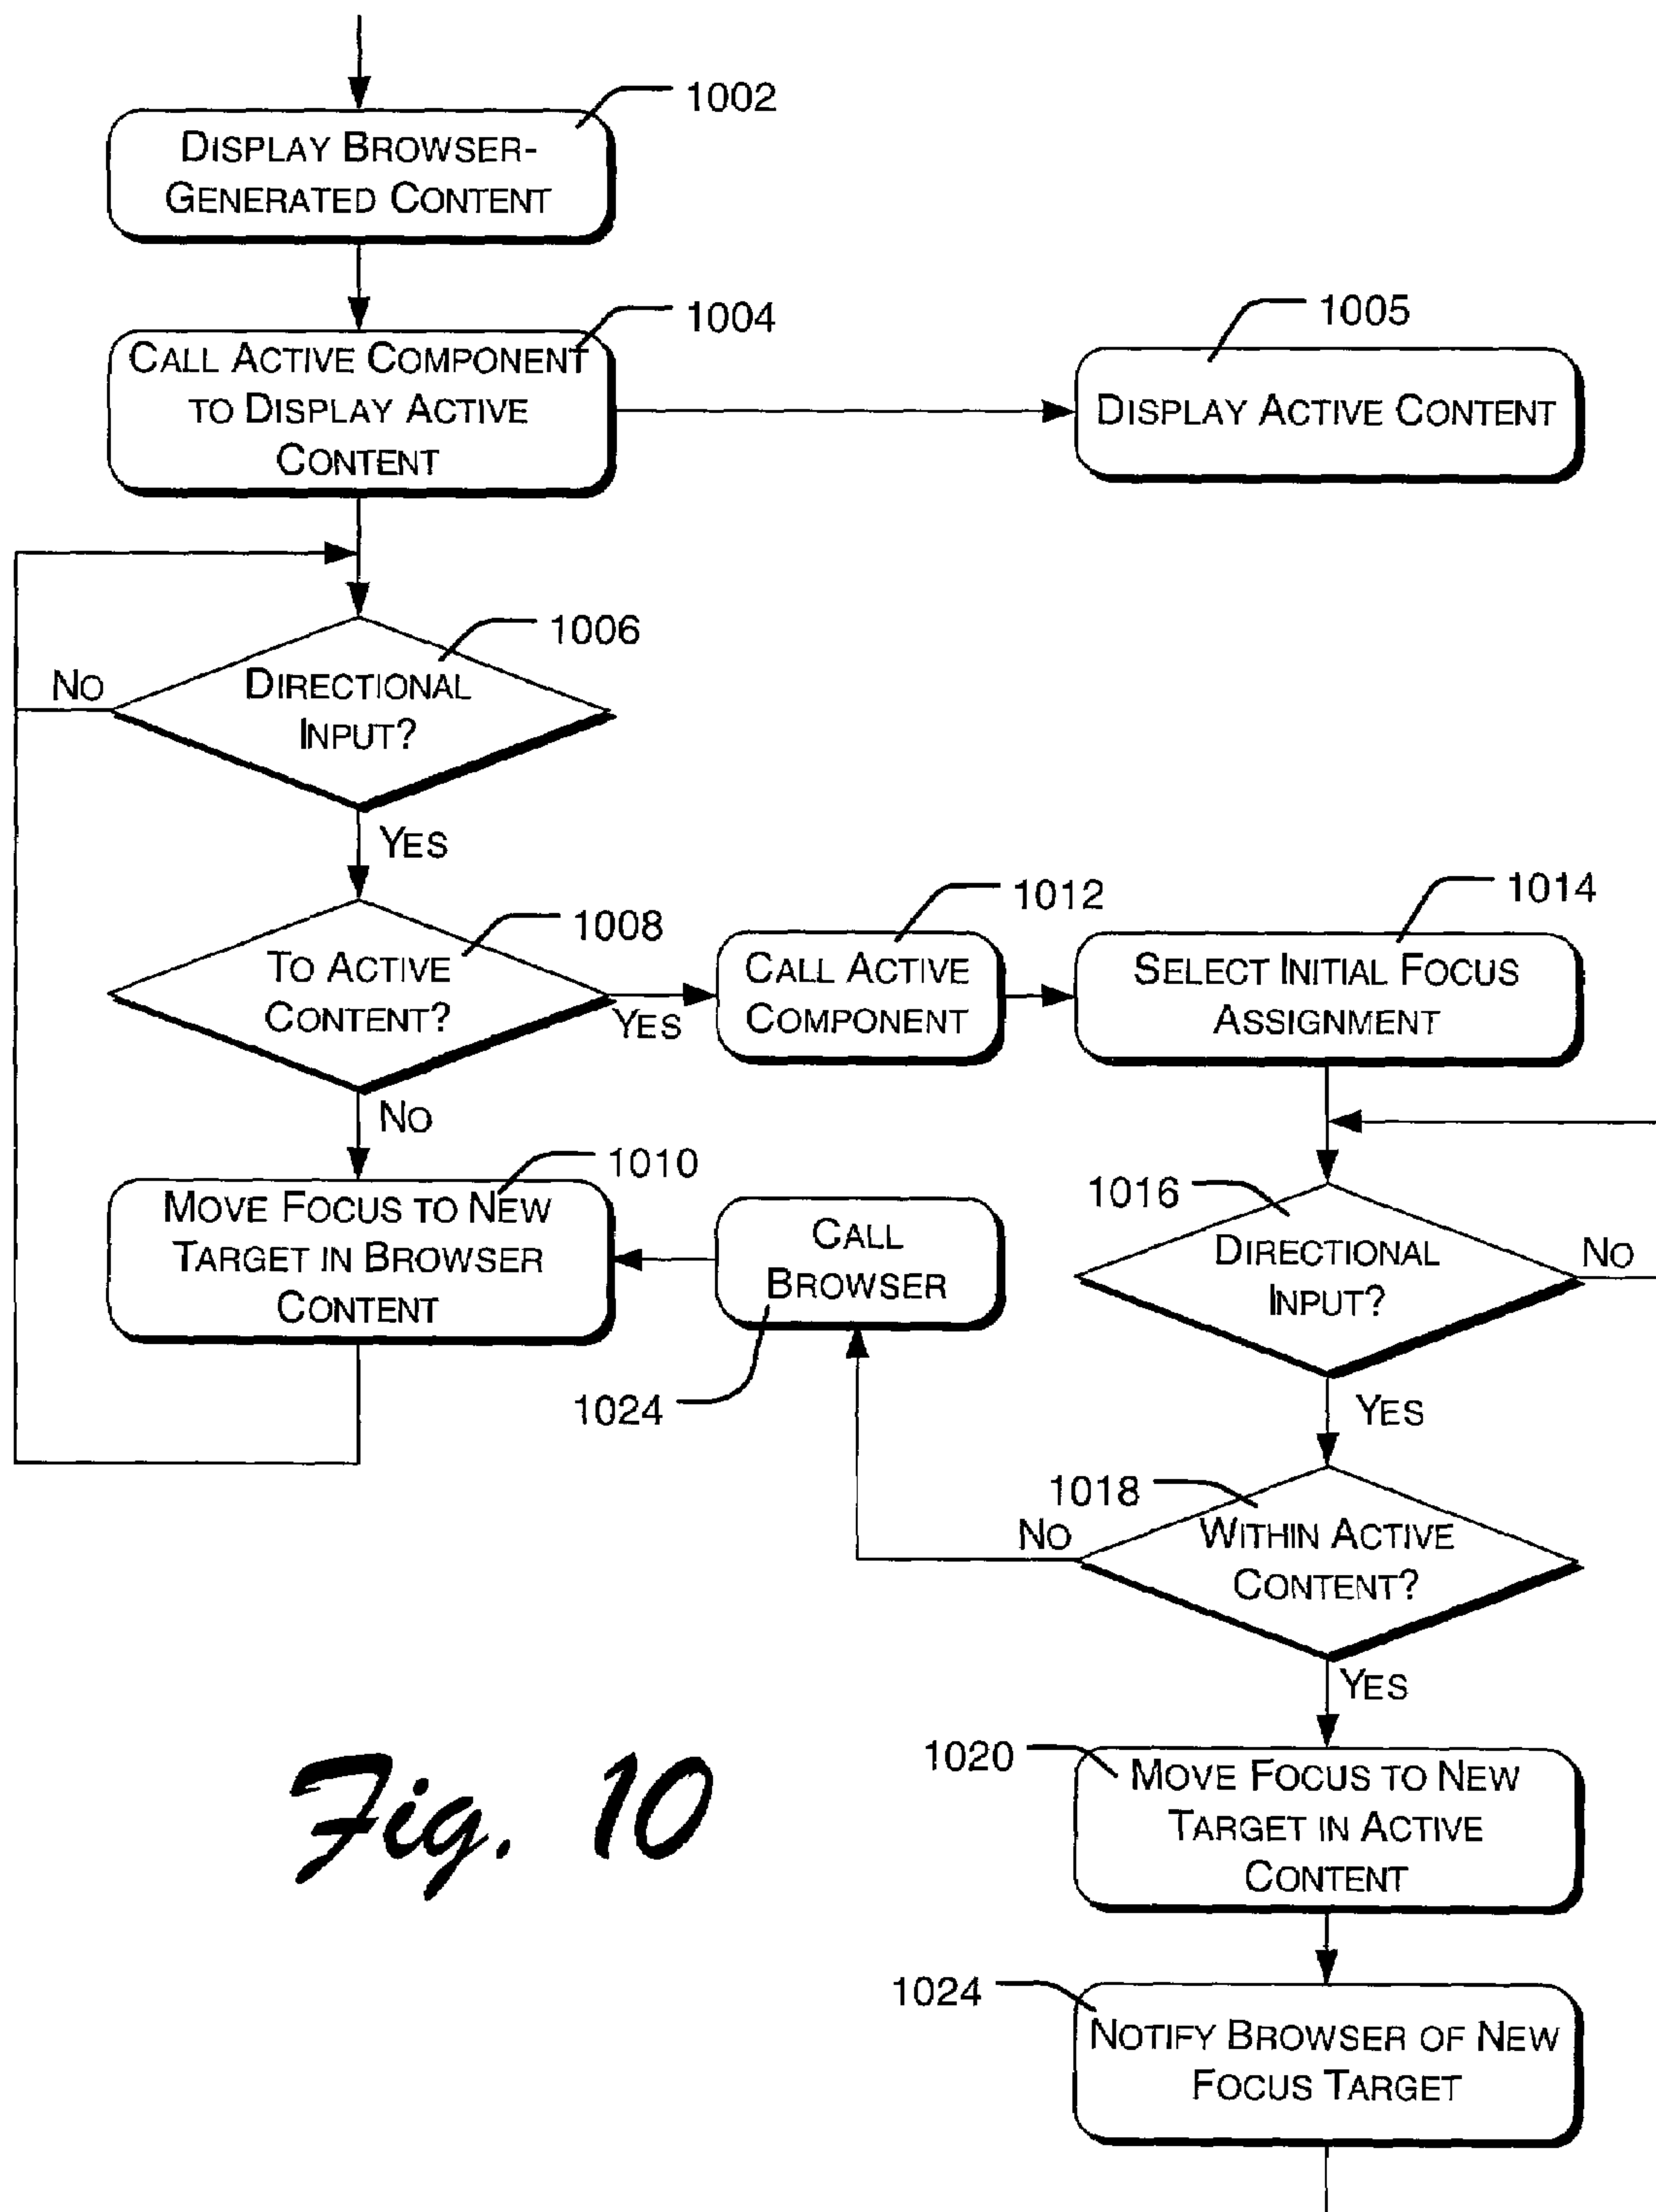 1002
DISPLAY BROWSER-
GENERATED CONTENT
1004
CALL ACTIVE COMPONENT
TO DISPLAY ACTIVE
CONTENT
1005
DISPLAY ACTIVE CONTENT
1006
DIRECTIONAL
INPUT?
NO
YES
1008
TO ACTIVE
CONTENT?
YES
NO
1012
CALL ACTIVE
COMPONENT
1014
SELECT INITIAL FOCUS
ASSIGNMENT
1010
MOVE FOCUS TO NEW
TARGET IN BROWSER
CONTENT
CALL
BROWSER
1024
1016
DIRECTIONAL
INPUT?
NO
YES
1018
WITHIN ACTIVE
CONTENT?
NO
YES
1020
MOVE FOCUS TO NEW
TARGET IN ACTIVE
CONTENT
1024
NOTIFY BROWSER OF NEW
FOCUS TARGET
Fig. 10